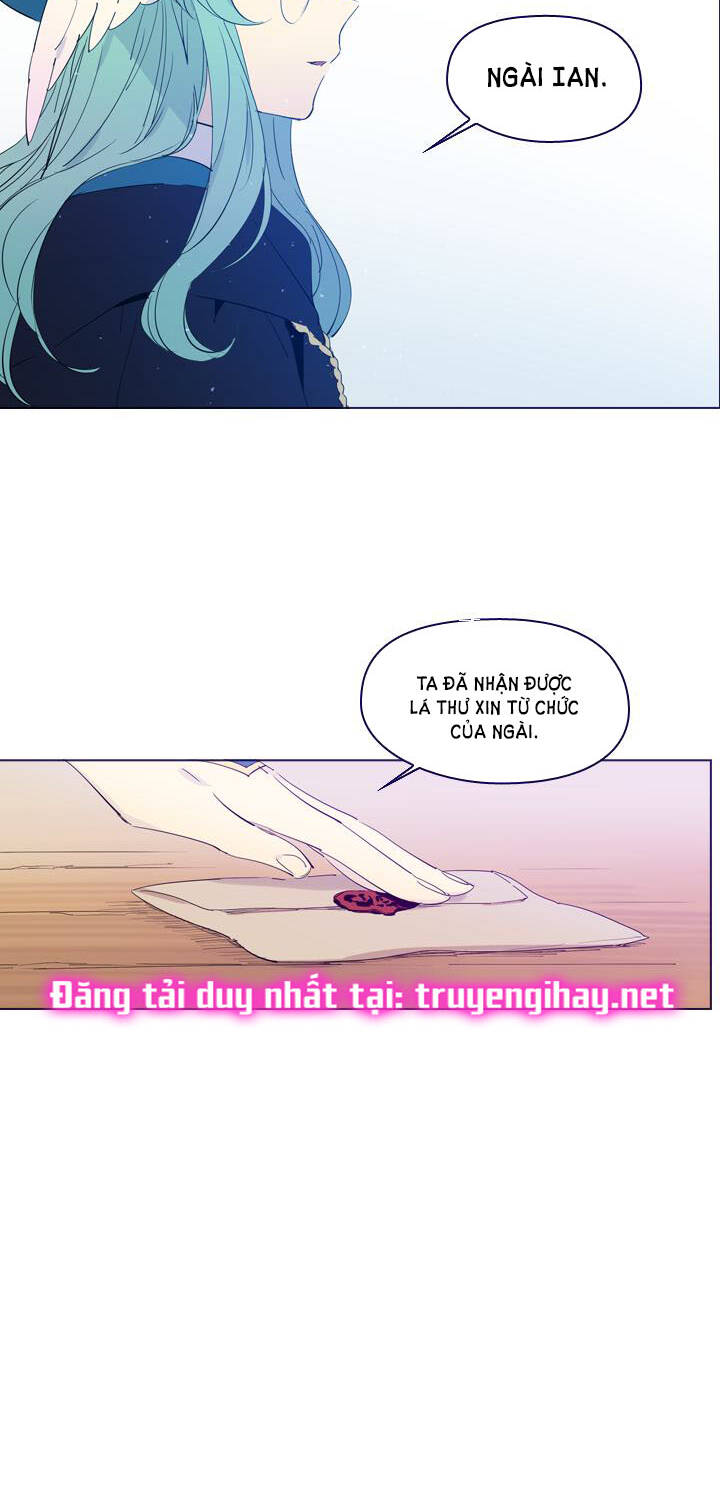 NGÀI IAN.
TA ĐÃ NHẬN ĐƯỢC
LÁ THƯ XIN TỪ CHỨC
CỦA NGÀI.
Đăng tải duy nhất tại: truyengihay.net